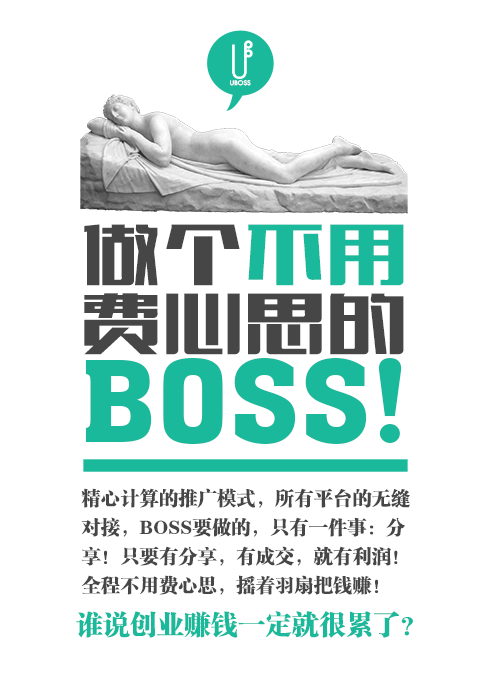 UBOSS
做个不用
费心思的
BOSS!
精心计算的推广模式，所有平台的无缝
对接，BOSS要做的，只有一件事：分
享！只要有分享，有成交，就有利润！
全程不用费心思，摇着羽扇把钱赚！
谁说创业赚钱一定就很累了？